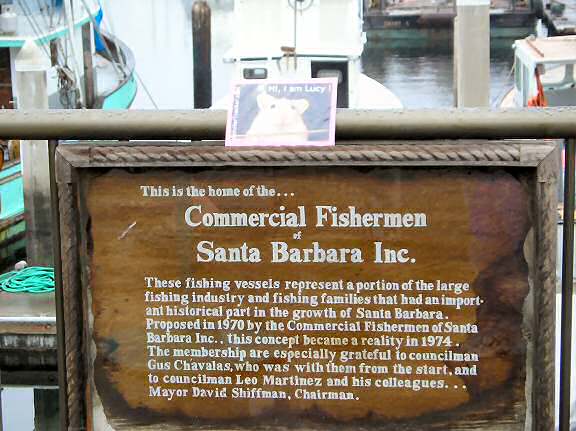 Hi, I am Lucy!
This is the home of the...
Commercial Fishermen
of
Santa Barbara Inc.
These fishing vessels represent a portion of the large
fishing industry and fishing families that had an import-
ant historical part in the growth of Santa Barbara.
Proposed in 1970 by the Commercial Fishermen of Santa
Barbara Inc., this concept became a reality in 1974.
The membership are especially grateful to councilman
Gus Chavalas, who was with them from the start, and
to councilman Leo Martinez and his colleagues...
Mayor David Shiffman, Chairman.